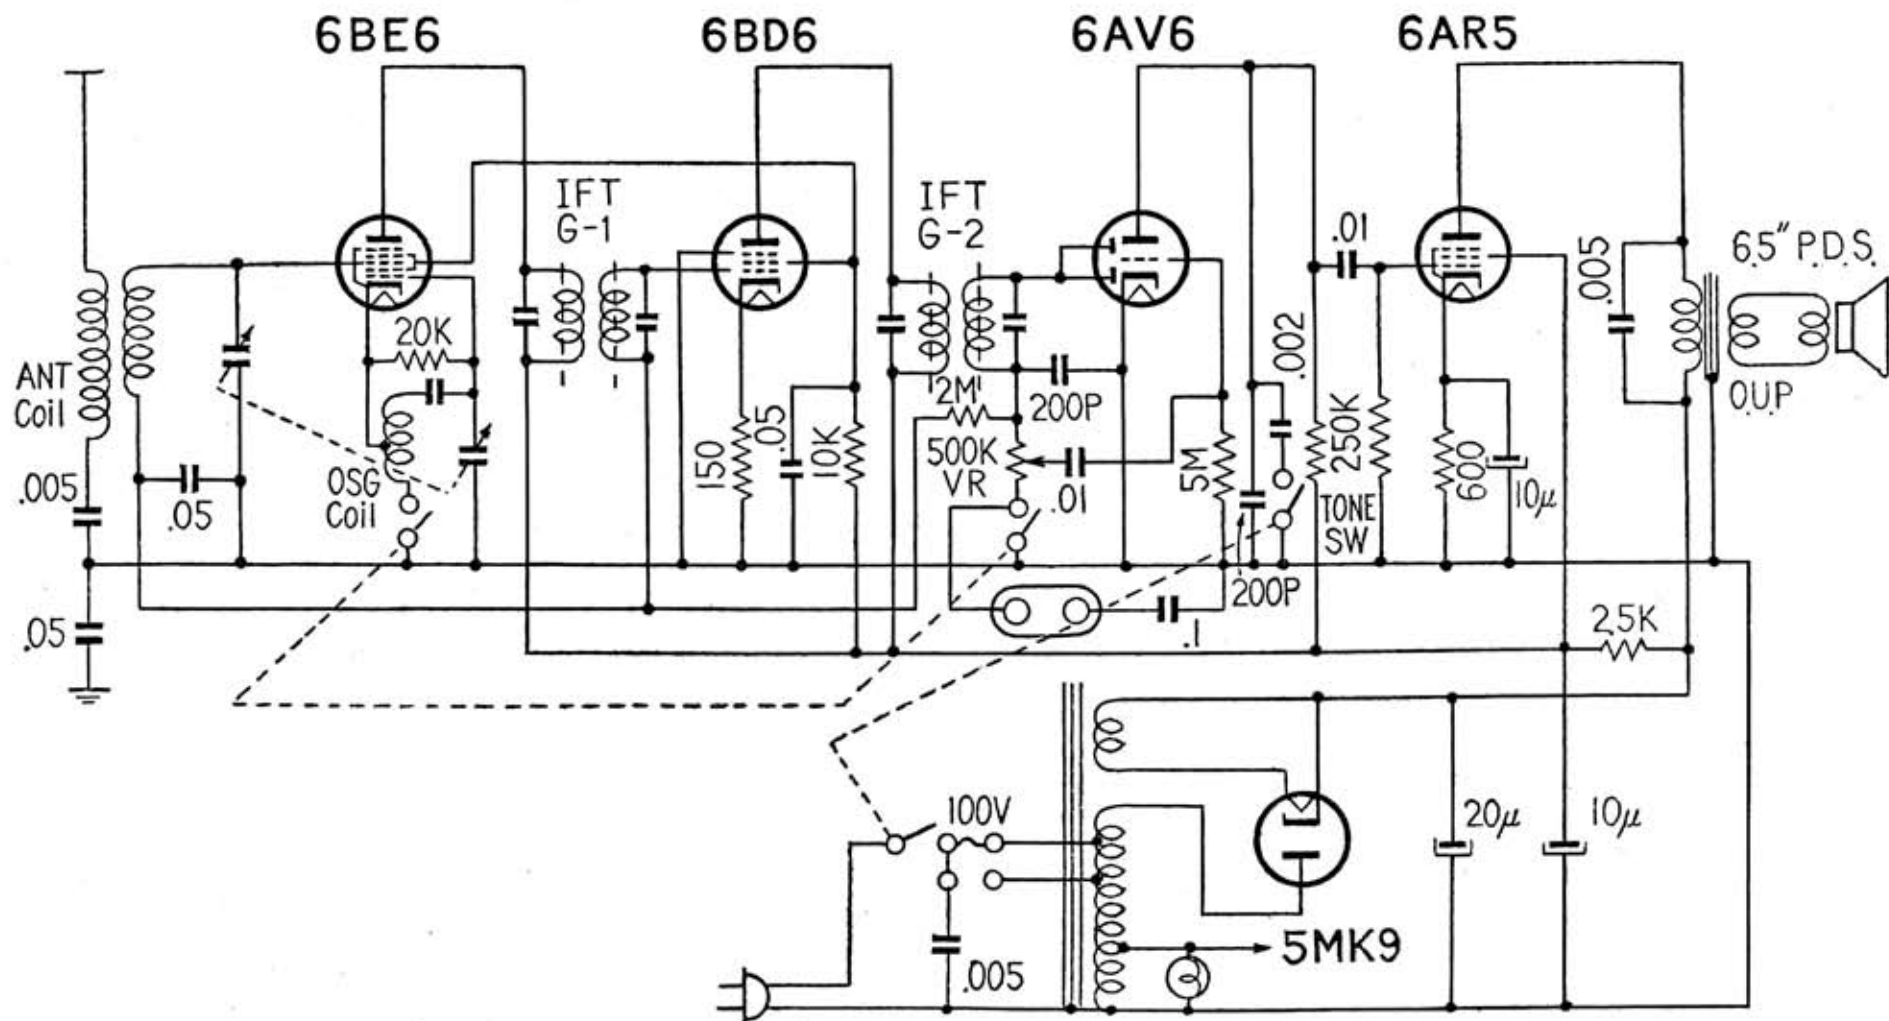 6BE6
6BD6
6AV6
6AR5
IFT
G-1
IFT
G-2
.01
.005
6.5" P.D.S.
20K
.002
ANT
Coil
2M
200P
O.U.P
150
.05
10K
500K
VR
.01
5M
250K
600
10μ
.005
.05
OSG
Coil
TONE
SW
200P
.05
.1
2.5K
100V
20μ
10μ
5MK9
.005